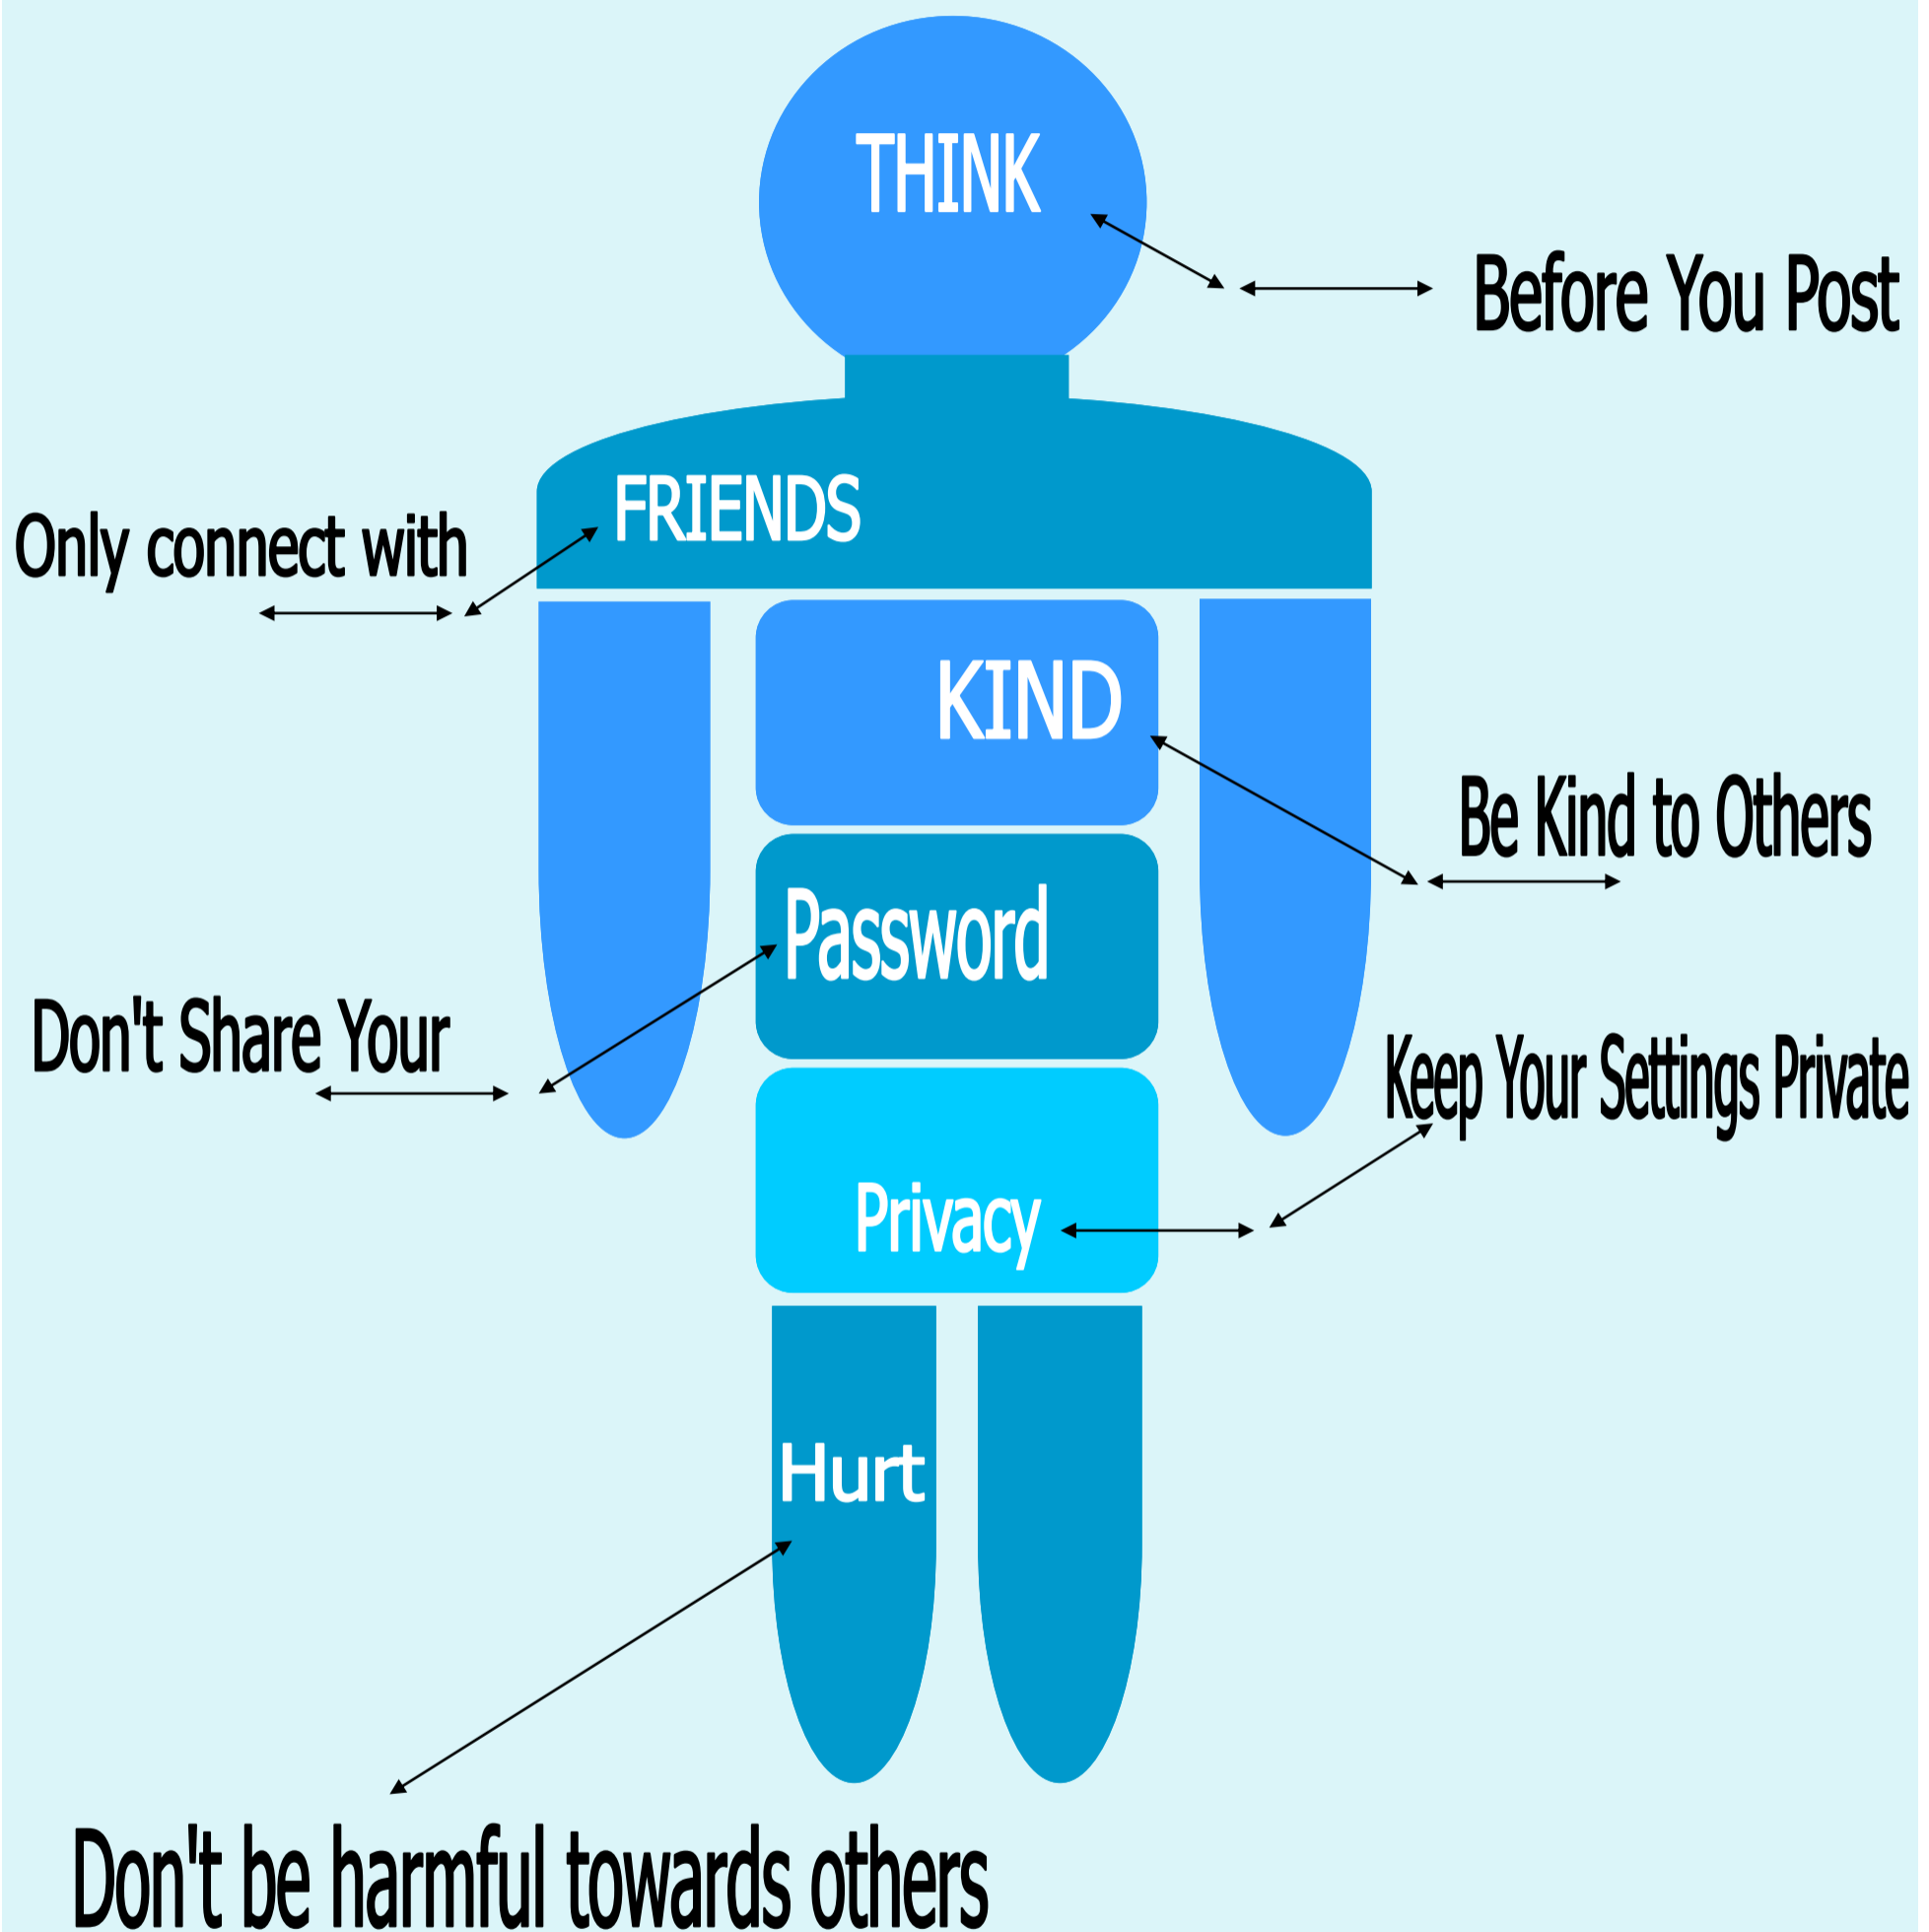 THINK
Before You Post
FRIENDS
Only connect with
KIND
Be Kind to Others
Password
Don't Share Your
Keep Your Settings Private
Privacy
Hurt
Don't be harmful towards others